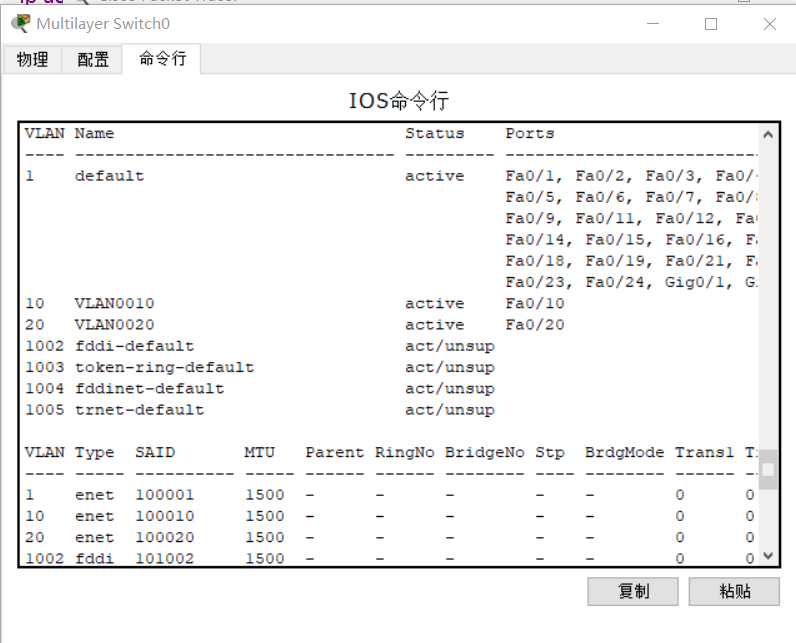 Multilayer Switch0
物理 配置 命令行
IOS命令行
VLAN Name Status Ports
---- -------------------------------- --------- --------------------------
1 default active Fa0/1, Fa0/2, Fa0/3,
Fa0/5, Fa0/6, Fa0/7,
Fa0/9, Fa0/11, Fa0/12,
Fa0/14, Fa0/15, Fa0/16,
Fa0/18, Fa0/19, Fa0/21,
Fa0/23, Fa0/24, Gig0/1,
10 VLAN0010 active Fa0/10
20 VLAN0020 active Fa0/20
1002 fddi-default act/unsup
1003 token-ring-default act/unsup
1004 fddinet-default act/unsup
1005 trnet-default act/unsup
VLAN Type SAID MTU Parent RingNo BridgeNo Stp BrdgMode Trans1
---- ----- ---------- ----- ------ ------ -------- ---- -------- ------ --
1 enet 100001 1500 - - - - - 0 0
10 enet 100010 1500 - - - - - 0 0
20 enet 100020 1500 - - - - - 0 0
1002 fddi 101002 1500 - - - - - 0 0
复制 粘贴